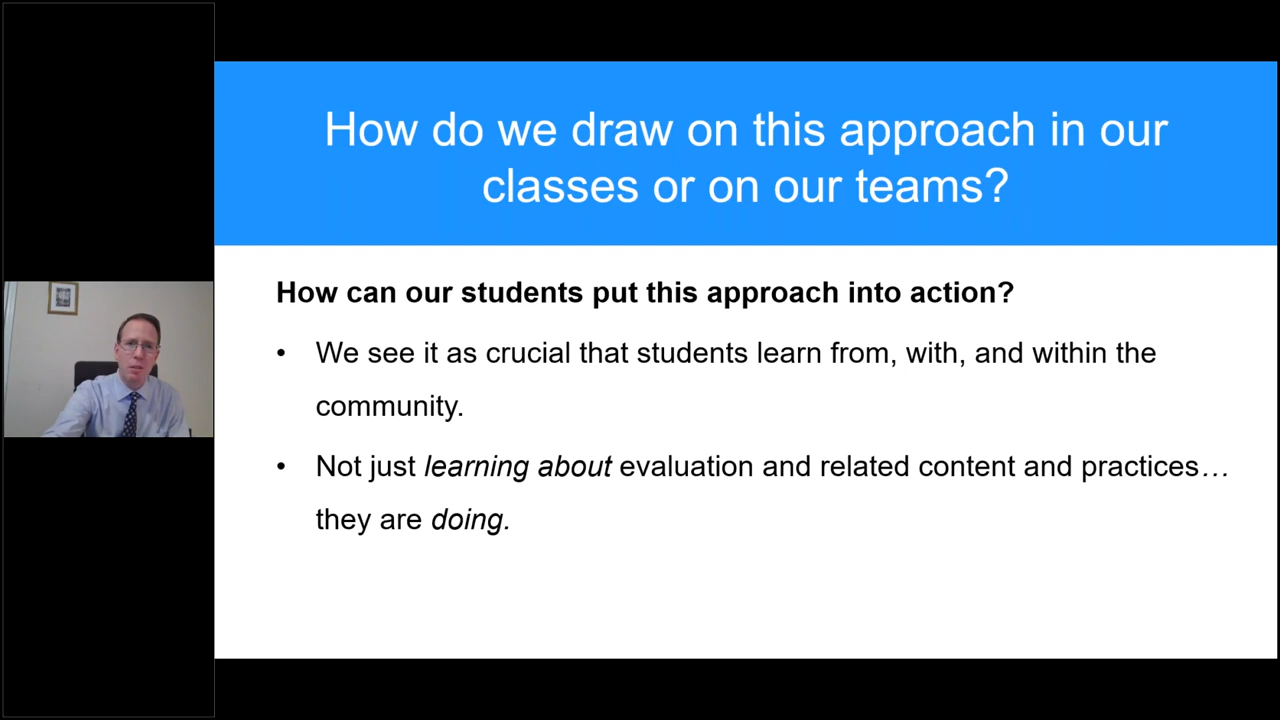 How do we draw on this approach in our
classes or on our teams?
How can our students put this approach into action?
• We see it as crucial that students learn from, with, and within the
community.
• Not just learning about evaluation and related content and practices…
they are doing.